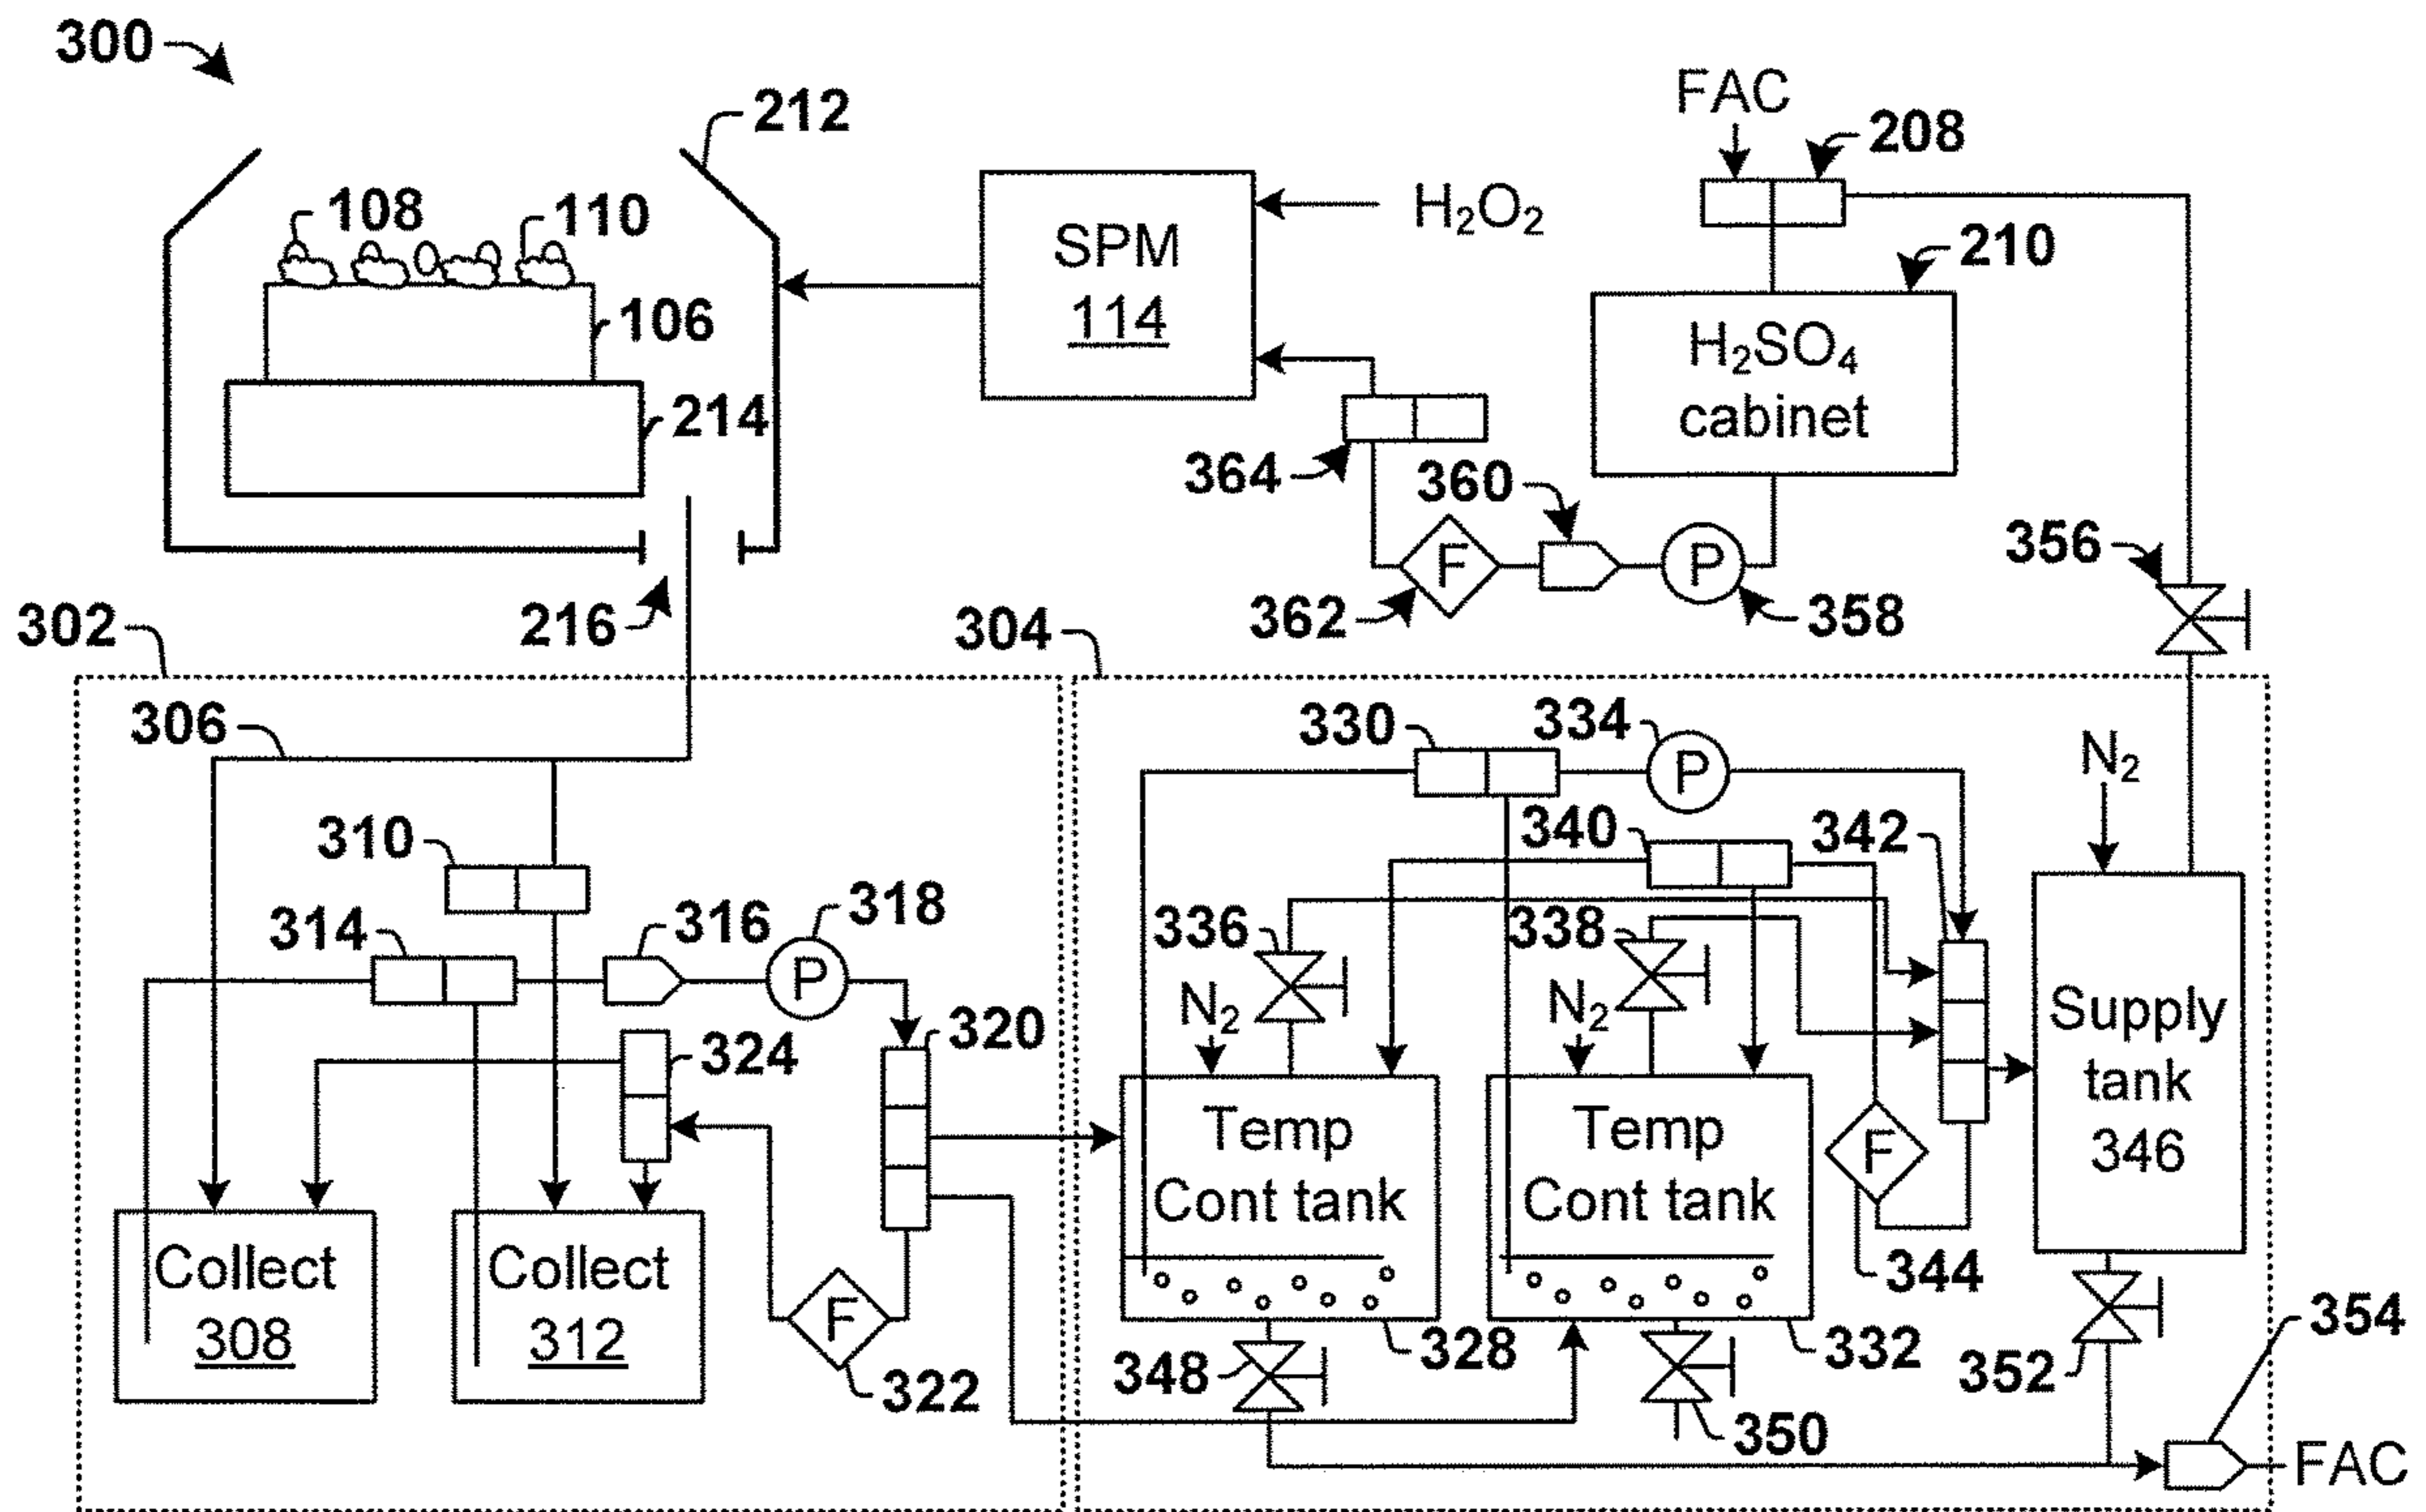 300
212
FAC
208
108
110
SPM
114
H₂O₂
210
106
H₂SO₄
cabinet
214
364
360
F
P
356
216
362
358
302
304
306
330
334
P
N₂
310
340
342
314
316
318
336
338
P
N₂
N₂
320
324
Supply
tank
346
Temp
Cont tank
Temp
Cont tank
F
Collect
308
Collect
312
F
344
354
322
348
328
350
332
352
FAC